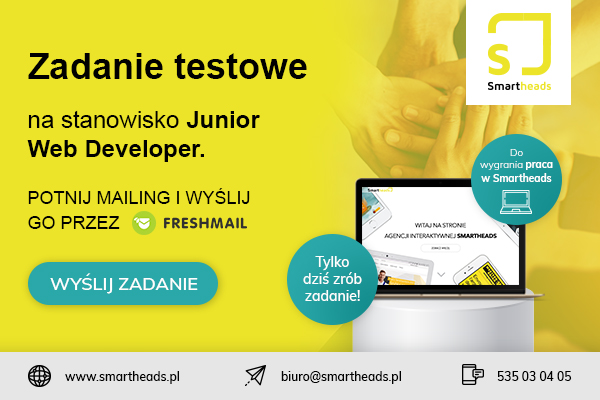 Zadanie testowe
na stanowisko Junior
Web Developer.
POTNIJ MAILING I WYŚLIJ
GO PRZEZ FRESHMAIL
WYŚLIJ ZADANIE
S
Smartheads
Do
wygrania praca
w Smartheads
Smartheads
WITAJ NA STRONIE
AGENCJI INTERAKTYWNEJ SMARTHEADS
Tylko
dziś zrób
zadanie!
www.smartheads.pl
biuro@smartheads.pl
535 03 04 05